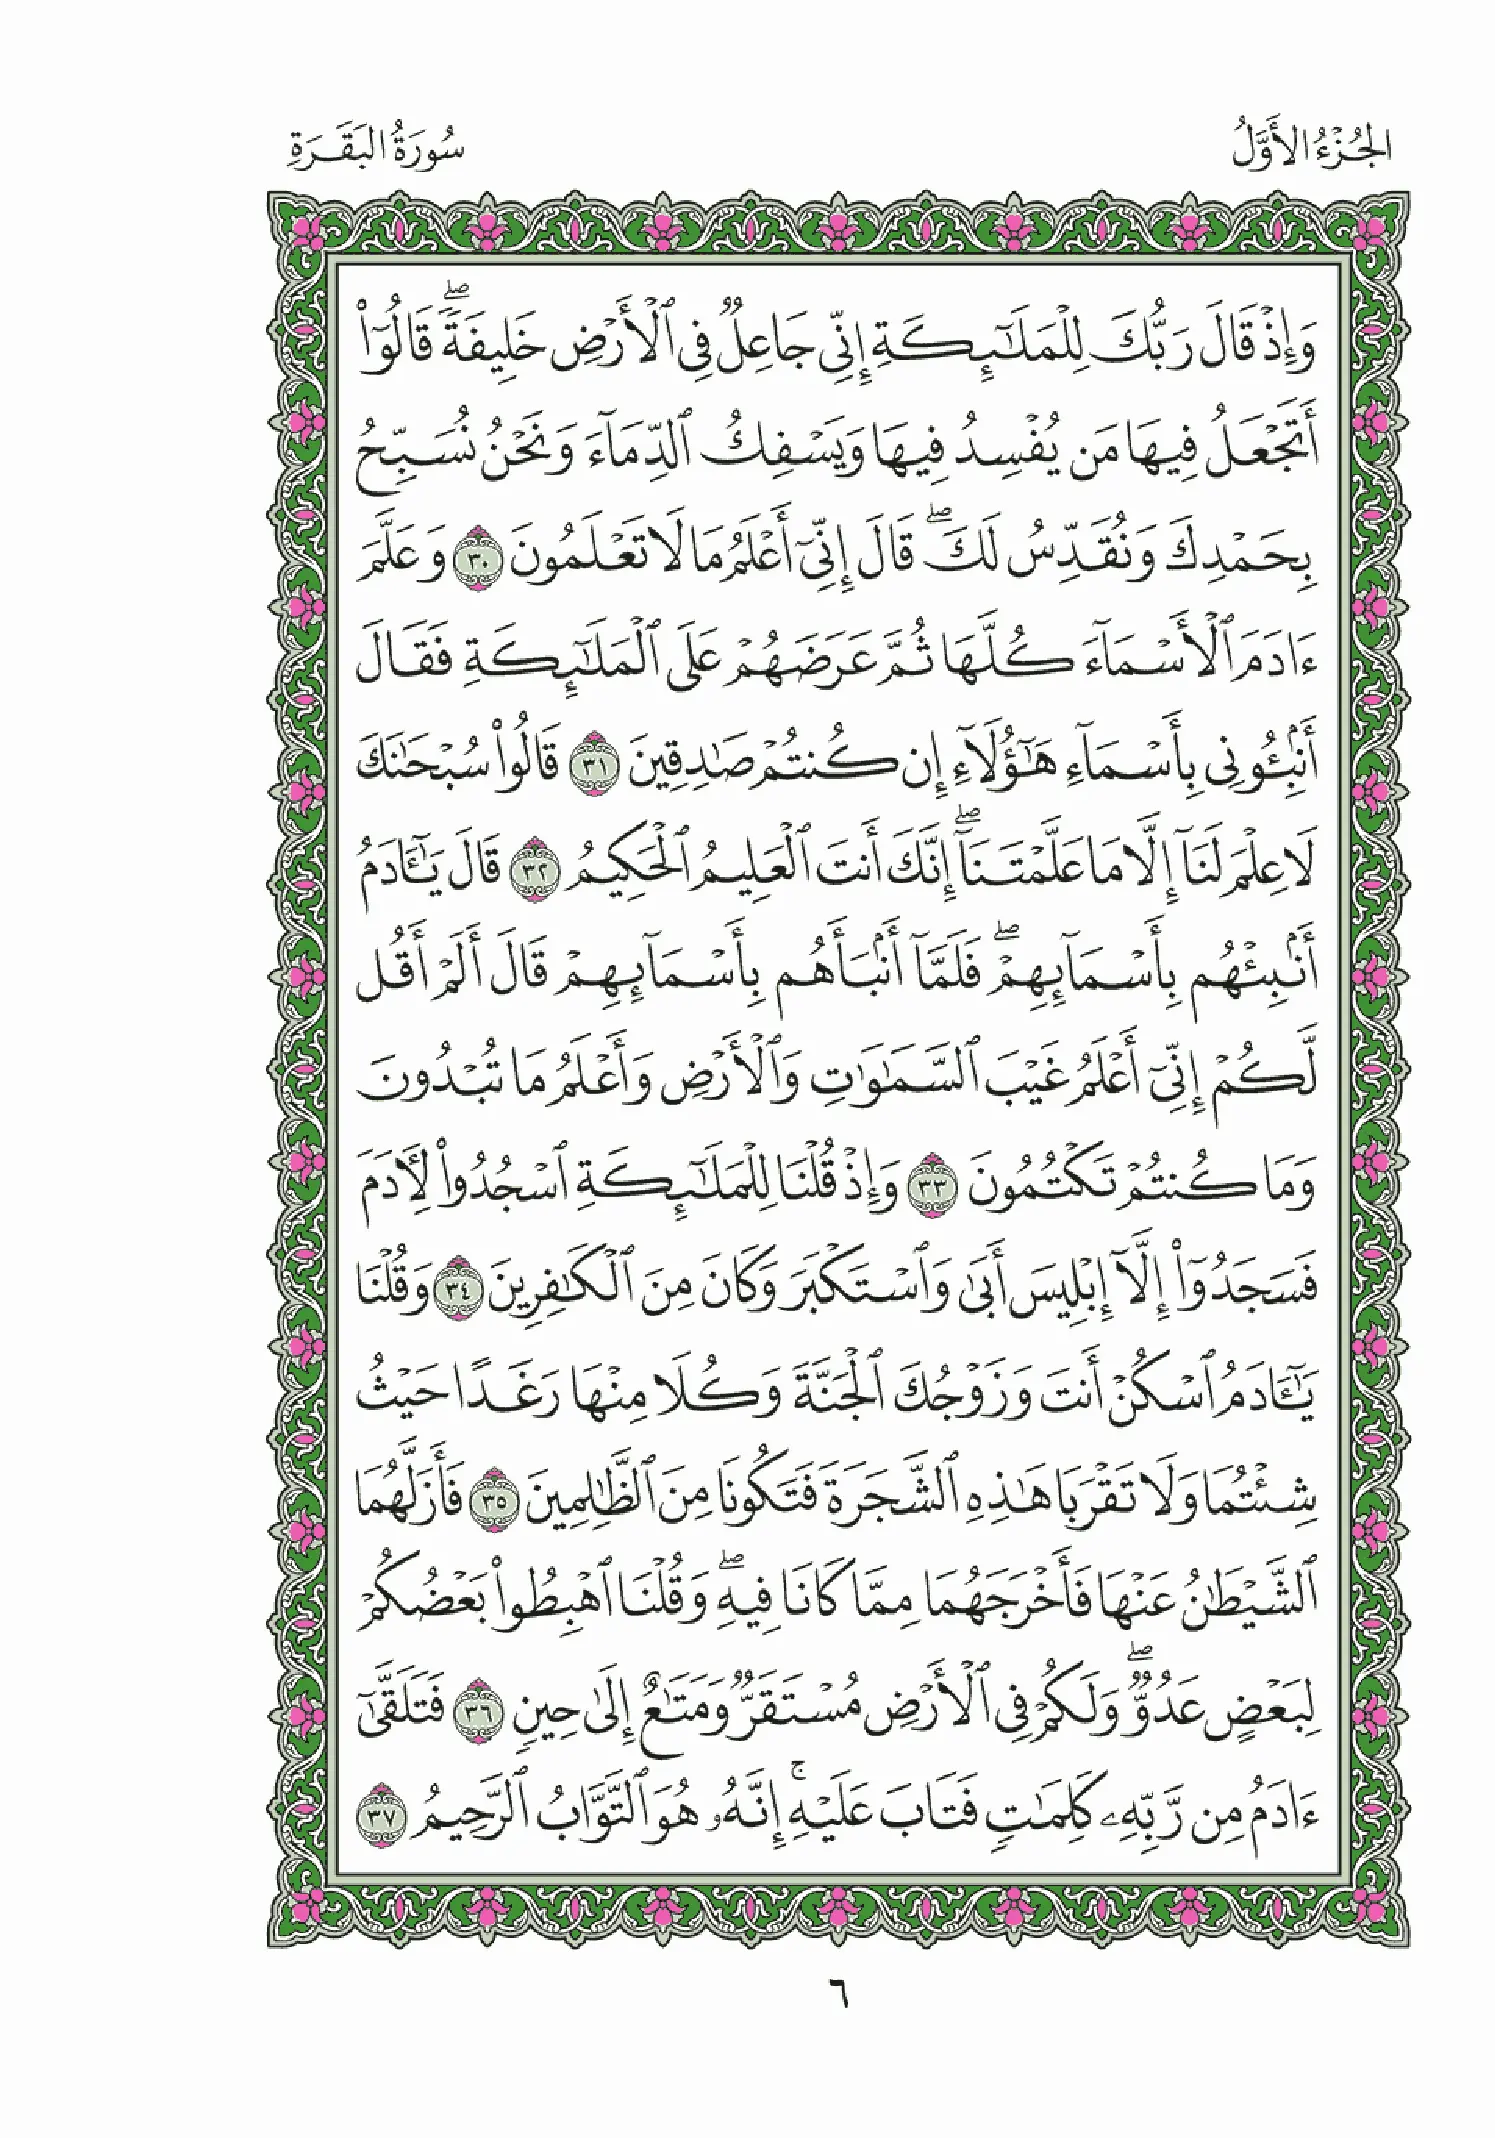 الجُزْءُ الأَوَّلُ
سُورَةُ البَقَرَةِ
وَإِذۡ قَالَ رَبُّكَ لِلۡمَلَٰٓئِكَةِ إِنِّي جَاعِلٞ فِي ٱلۡأَرۡضِ خَلِيفَةٗۖ قَالُوٓاْ
أَتَجۡعَلُ فِيهَا مَن يُفۡسِدُ فِيهَا وَيَسۡفِكُ ٱلدِّمَآءَ وَنَحۡنُ نُسَبِّحُ
بِحَمۡدِكَ وَنُقَدِّسُ لَكَۖ قَالَ إِنِّيٓ أَعۡلَمُ مَا لَا تَعۡلَمُونَ ٣٠ وَعَلَّمَ
ءَادَمَ ٱلۡأَسۡمَآءَ كُلَّهَا ثُمَّ عَرَضَهُمۡ عَلَى ٱلۡمَلَٰٓئِكَةِ فَقَالَ
أَنۢبِـُٔونِي بِأَسۡمَآءِ هَٰٓؤُلَآءِ إِن كُنتُمۡ صَٰدِقِينَ ٣١ قَالُواْ سُبۡحَٰنَكَ
لَا عِلۡمَ لَنَآ إِلَّا مَا عَلَّمۡتَنَآۖ إِنَّكَ أَنتَ ٱلۡعَلِيمُ ٱلۡحَكِيمُ ٣٢ قَالَ يَٰٓـَٔادَمُ
أَنۢبِئۡهُم بِأَسۡمَآئِهِمۡۖ فَلَمَّآ أَنۢبَأَهُم بِأَسۡمَآئِهِمۡ قَالَ أَلَمۡ أَقُل
لَّكُمۡ إِنِّيٓ أَعۡلَمُ غَيۡبَ ٱلسَّمَٰوَٰتِ وَٱلۡأَرۡضِ وَأَعۡلَمُ مَا تُبۡدُونَ
وَمَا كُنتُمۡ تَكۡتُمُونَ ٣٣ وَإِذۡ قُلۡنَا لِلۡمَلَٰٓئِكَةِ ٱسۡجُدُواْ لِأٓدَمَ
فَسَجَدُوٓاْ إِلَّآ إِبۡلِيسَ أَبَىٰ وَٱسۡتَكۡبَرَ وَكَانَ مِنَ ٱلۡكَٰفِرِينَ ٣٤ وَقُلۡنَا
يَٰٓـَٔادَمُ ٱسۡكُنۡ أَنتَ وَزَوۡجُكَ ٱلۡجَنَّةَ وَكُلَا مِنۡهَا رَغَدًا حَيۡثُ
شِئۡتُمَا وَلَا تَقۡرَبَا هَٰذِهِ ٱلشَّجَرَةَ فَتَكُونَا مِنَ ٱلظَّٰلِمِينَ ٣٥ فَأَزَلَّهُمَا
ٱلشَّيۡطَٰنُ عَنۡهَا فَأَخۡرَجَهُمَا مِمَّا كَانَا فِيهِۖ وَقُلۡنَا ٱهۡبِطُواْ بَعۡضُكُمۡ
لِبَعۡضٍ عَدُوّٞۖ وَلَكُمۡ فِي ٱلۡأَرۡضِ مُسۡتَقَرّٞ وَمَتَٰعٌ إِلَىٰ حِينٖ ٣٦ فَتَلَقَّىٰٓ
ءَادَمُ مِن رَّبِّهِۦ كَلِمَٰتٖ فَتَابَ عَلَيۡهِۚ إِنَّهُۥ هُوَ ٱلتَّوَّابُ ٱلرَّحِيمُ ٣٧
٦